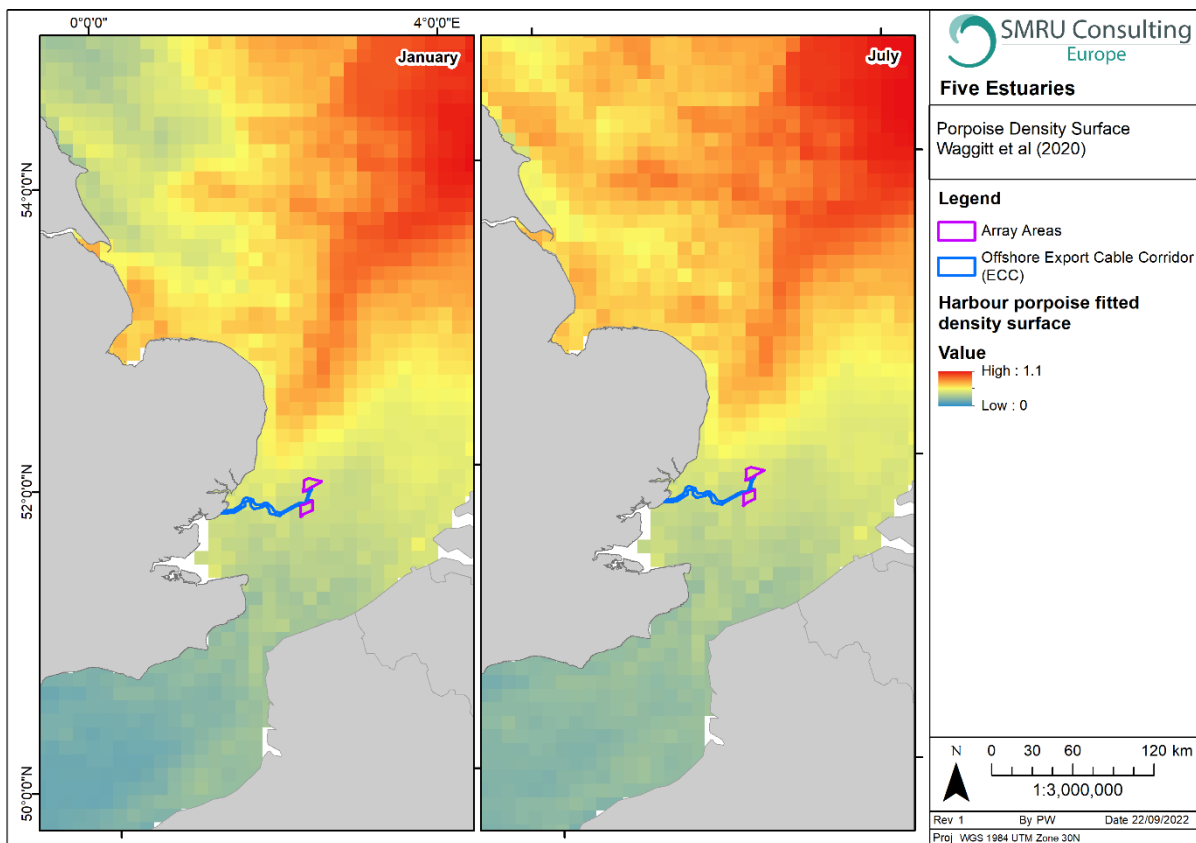 0°0'0"
4°0'0"E
54°0'0"N
52°0'0"N
50°0'0"N
January
July
SMRU Consulting
Europe
Five Estuaries
Porpoise Density Surface
Waggitt et al (2020)
Legend
Array Areas
Offshore Export Cable Corridor
(ECC)
Harbour porpoise fitted
density surface
Value
High : 1.1
Low : 0
N
0 30 60 120 km
1:3,000,000
Rev 1 By PW Date 22/09/2022
Proj WGS 1984 UTM Zone 30N